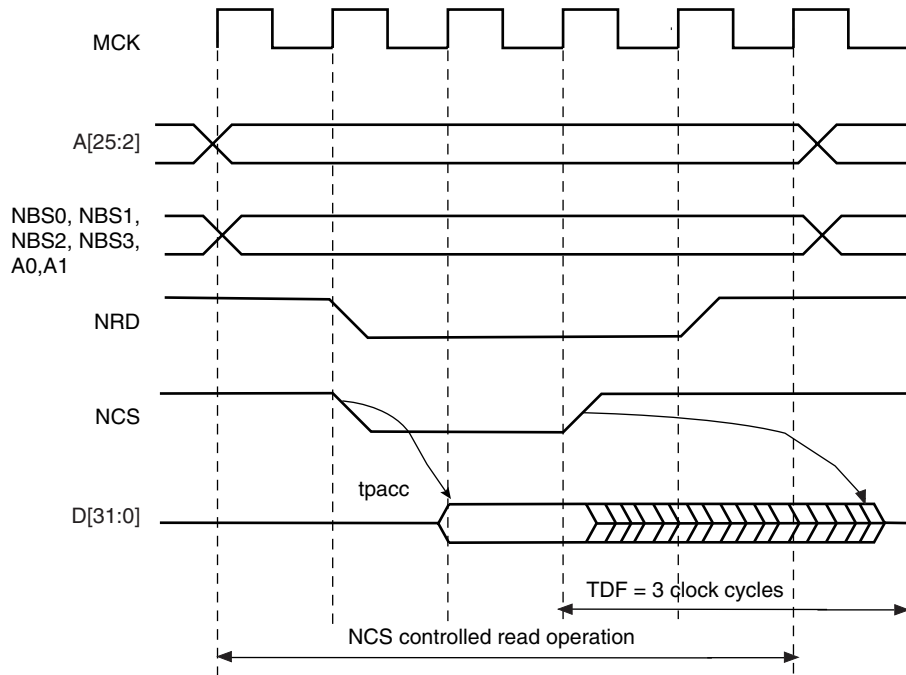 MCK
A[25:2]
NBS0, NBS1,
NBS2, NBS3,
A0,A1
NRD
NCS
tpacc
D[31:0]
TDF = 3 clock cycles
NCS controlled read operation